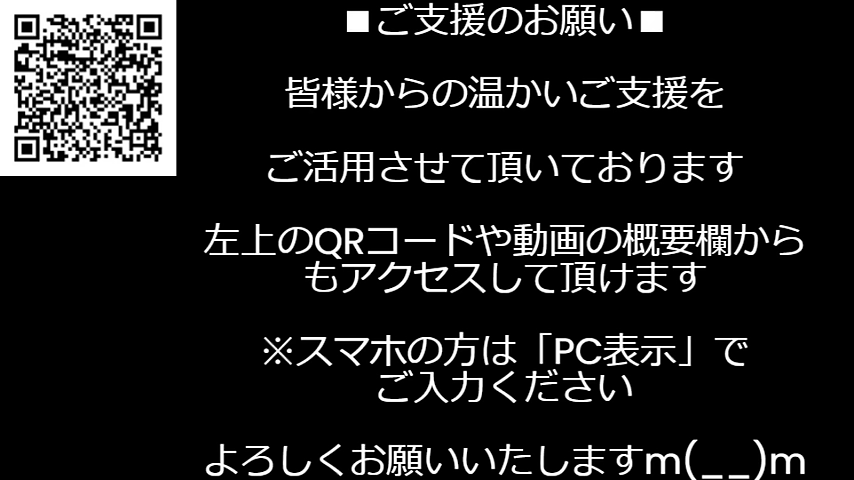 ■ご支援のお願い■
皆様からの温かいご支援を
ご活用させて頂いております
左上のQRコードや動画の概要欄から
もアクセスして頂けます
※スマホの方は「PC表示」で
ご入力ください
よろしくお願いいたしますm(__)m